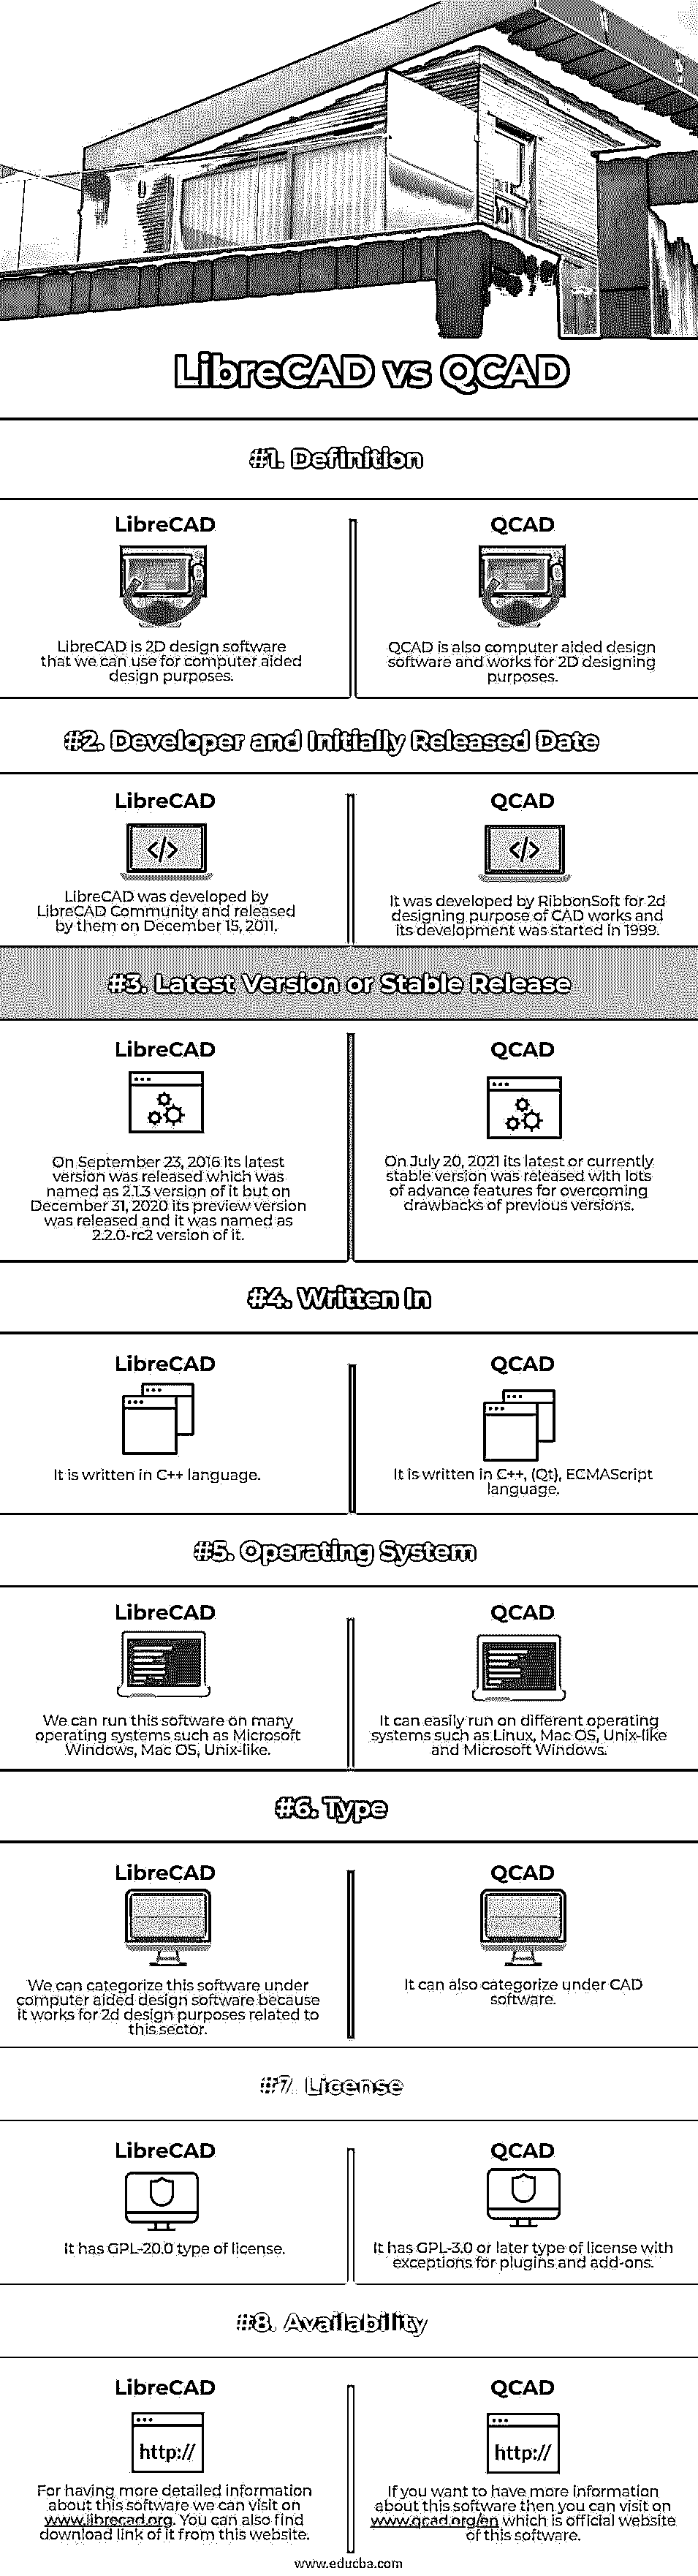 LibreCAD vs QCAD
#1. Definition
LibreCAD
LibreCAD is 2D design software
that we can use for computer aided
design purposes.
QCAD
QCAD is also computer aided design
software and works for 2D designing
purposes.
#2. Developer and Initially Released Date
LibreCAD
</>
LibreCAD was developed by
LibreCAD Community and released
by them on December 15, 2011.
QCAD
</>
It was developed by RibbonSoft for 2d
designing purpose of CAD works and
its development was started in 1999.
#3. Latest Version or Stable Release
LibreCAD
On September 23, 2016 its latest
version was released which was
named as 2.1.3 version of it but on
December 31, 2020 its preview version
was released and it was named as
2.2.0-rc2 version of it.
QCAD
On July 20, 2021 its latest or currently
stable version was released with lots
of advance features for overcoming
drawbacks of previous versions.
#4. Written In
LibreCAD
It is written in C++ language.
QCAD
It is written in C++, (Qt), ECMAScript
language.
#5. Operating System
LibreCAD
We can run this software on many
operating systems such as Microsoft
Windows, Mac OS, Unix-like.
QCAD
It can easily run on different operating
systems such as Linux, Mac OS, Unix-like
and Microsoft Windows.
#6. Type
LibreCAD
We can categorize this software under
computer aided design software because
it works for 2d design purposes related to
this sector.
QCAD
It can also categorize under CAD
software.
#7. License
LibreCAD
It has GPL-20.0 type of license.
QCAD
It has GPL-3.0 or later type of license with
exceptions for plugins and add-ons.
#8. Availability
LibreCAD
http://
For having more detailed information
about this software we can visit on
www.librecad.org. You can also find
download link of it from this website.
QCAD
http://
If you want to have more information
about this software then you can visit on
www.qcad.org/en which is official website
of this software.
www.educba.com